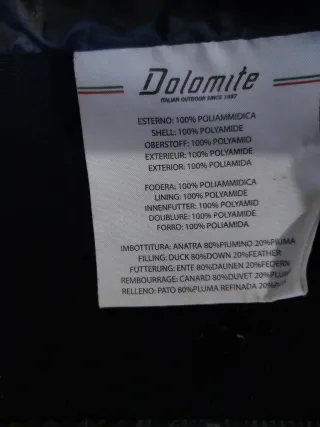 Dolomite
ITALIAN OUTDOOR SINCE 1897
ESTERNO: 100% POLIAMMIDICA
SHELL: 100% POLYAMIDE
OBERSTOFF: 100% POLYAMID
EXTERIEUR: 100% POLYAMIDE
EXTERIOR: 100% POLIAMIDA
FODERA: 100% POLIAMMIDICA
LINING: 100% POLYAMIDE
INNENFUTTER: 100% POLYAMID
DOUBLURE: 100% POLYAMIDE
FORRO: 100% POLIAMIDA
IMBOTTITURA: ANATRA 80%PIUMINO 20%PIUMA
FILLING: DUCK 80%DOWN 20%FEATHER
FUTTERUNG: ENTE 80%DAUNEN 20%FEDERN
REMBOURRAGE: CANARD 80%DUVET 20%PLUM
RELLENO: PATO 80%PLUMA REFINADA 20%